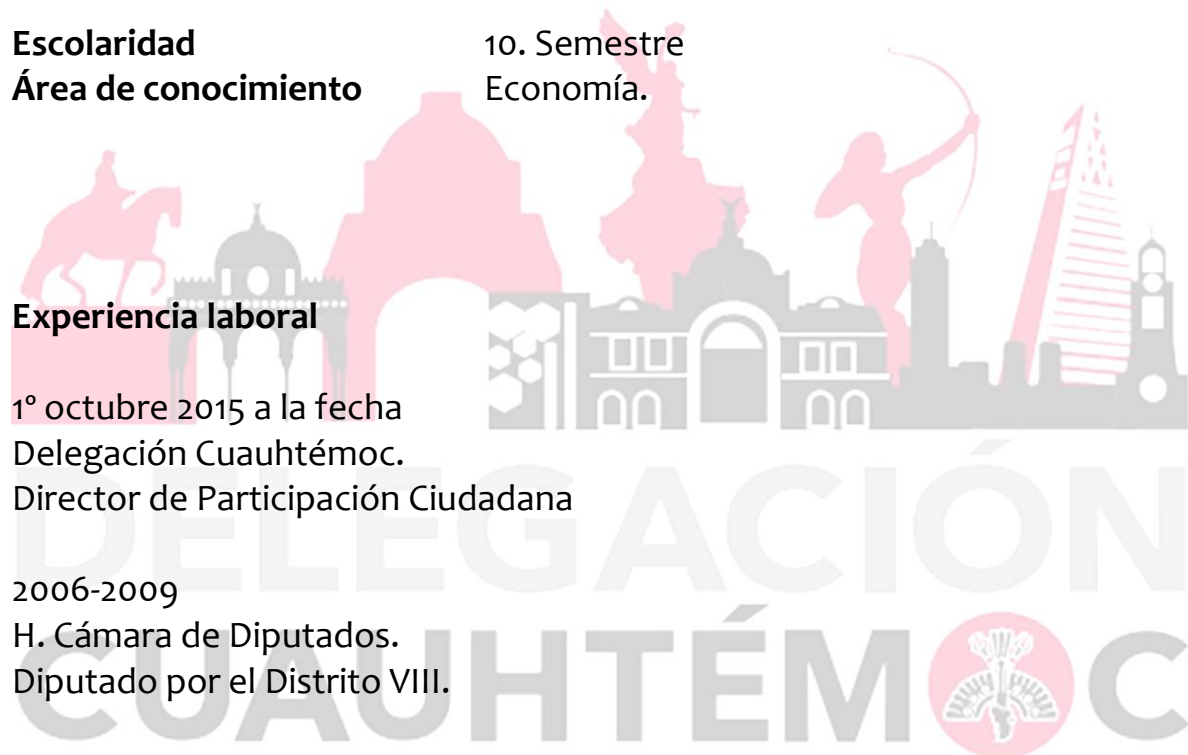 Escolaridad 10. Semestre
Área de conocimiento Economía.
Experiencia laboral
1º octubre 2015 a la fecha
Delegación Cuauhtémoc.
Director de Participación Ciudadana
2006-2009
H. Cámara de Diputados.
Diputado por el Distrito VIII.
DELEGACIÓN
CUAUHTÉMOC